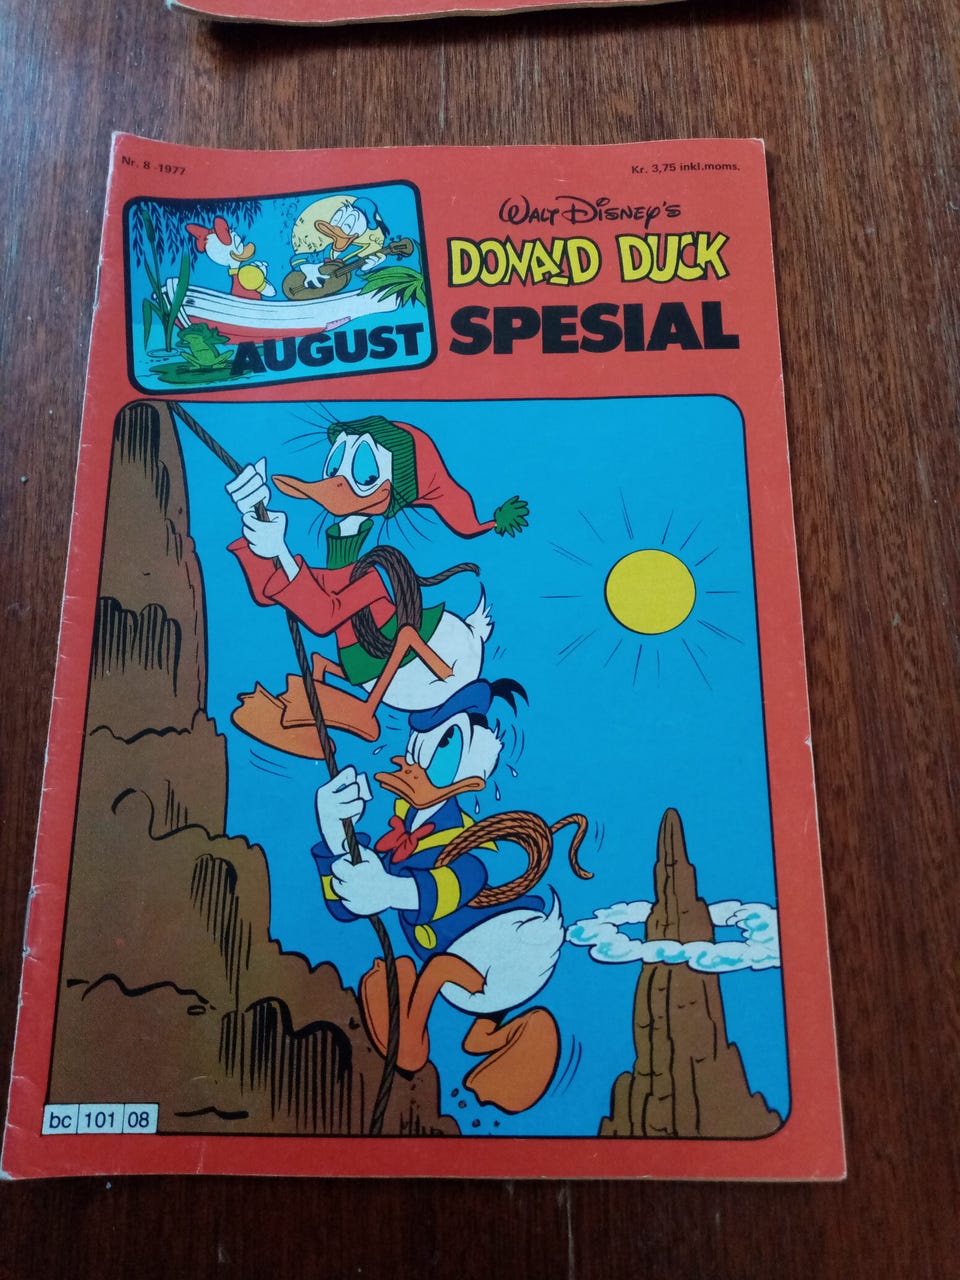 Nr. 8 -1977
Kr. 3,75 inkl.moms.
WALT DISNEY'S
DONALD DUCK
SPESIAL
AUGUST
bc 101 08